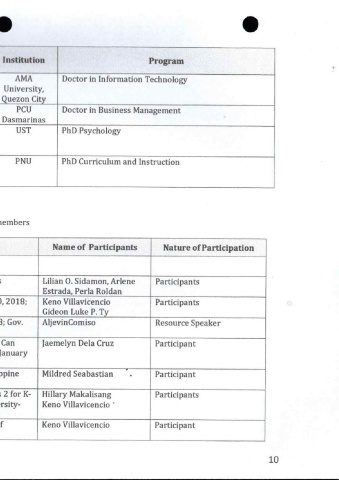 Institution Program
AMA Doctor in Information Technology
University,
Quezon City
PCU Doctor in Business Management
Dasmarinas
UST PhD Psychology
PNU PhD Curriculum and Instruction
members
Name of Participants Nature of Participation
s Lilian O. Sidamon, Arlene Participants
Estrada, Perla Roldan
0, 2018; Keno Villavicencio Participants
Gideon Luke P. Ty
8; Gov. AljevinComiso Resource Speaker
Can Jaemelyn Dela Cruz Participant
January
ppine Mildred Seabastian Participant
s 2 for K- Hillary Makalisang Participants
rsity- Keno Villavicencio
f Keno Villavicencio Participant
10